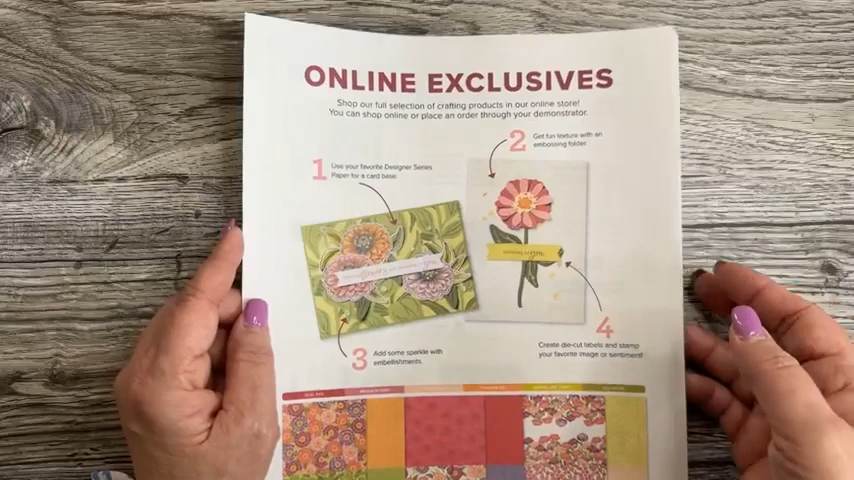 ONLINE EXCLUSIVES
Shop our full selection of crafting products in our online store!
You can shop online or place an order through your demonstrator.
1
Use your favorite Designer Series
Paper for a card base.
2
Get fun texture with an
embossing folder.
3
Add some sparkle with
embellishments.
4
Create die-cut labels and stamp
your favorite image or sentiment!